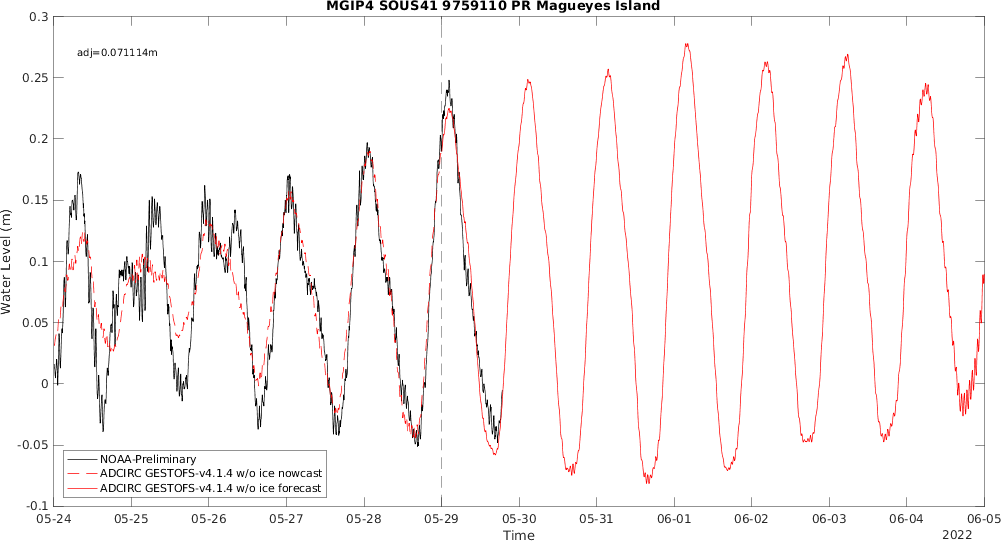 MGIP4 SOUS41 9759110 PR Magueyes Island
adj=0.071114m
Water Level (m)
0.3
0.25
0.2
0.15
0.1
0.05
0
-0.05
-0.1
NOAA-Preliminary
ADCIRC GESTOFS-v4.1.4 w/o ice nowcast
ADCIRC GESTOFS-v4.1.4 w/o ice forecast
05-24 05-25 05-26 05-27 05-28 05-29 05-30 05-31 06-01 06-02 06-03 06-04 06-05
Time
2022